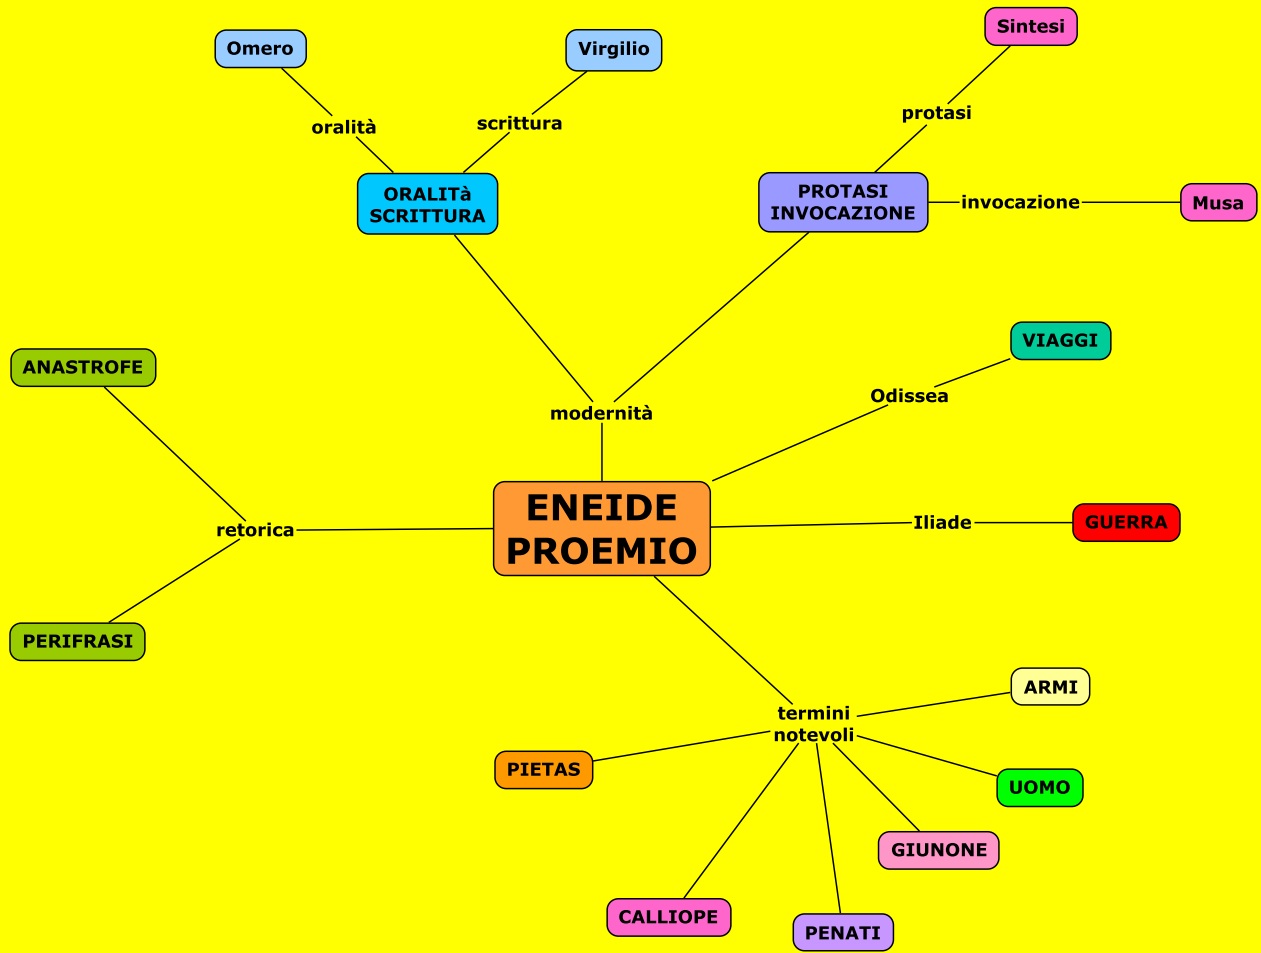 Sintesi
Omero
Virgilio
protasi
scrittura
oralità
PROTASI
INVOCAZIONE
ORALITà
SCRITTURA
invocazione
Musa
VIAGGI
ANASTROFE
Odissea
modernità
ENEIDE
PROEMIO
Iliade
GUERRA
retorica
PERIFRASI
ARMI
termini
notevoli
PIETAS
UOMO
GIUNONE
CALLIOPE
PENATI